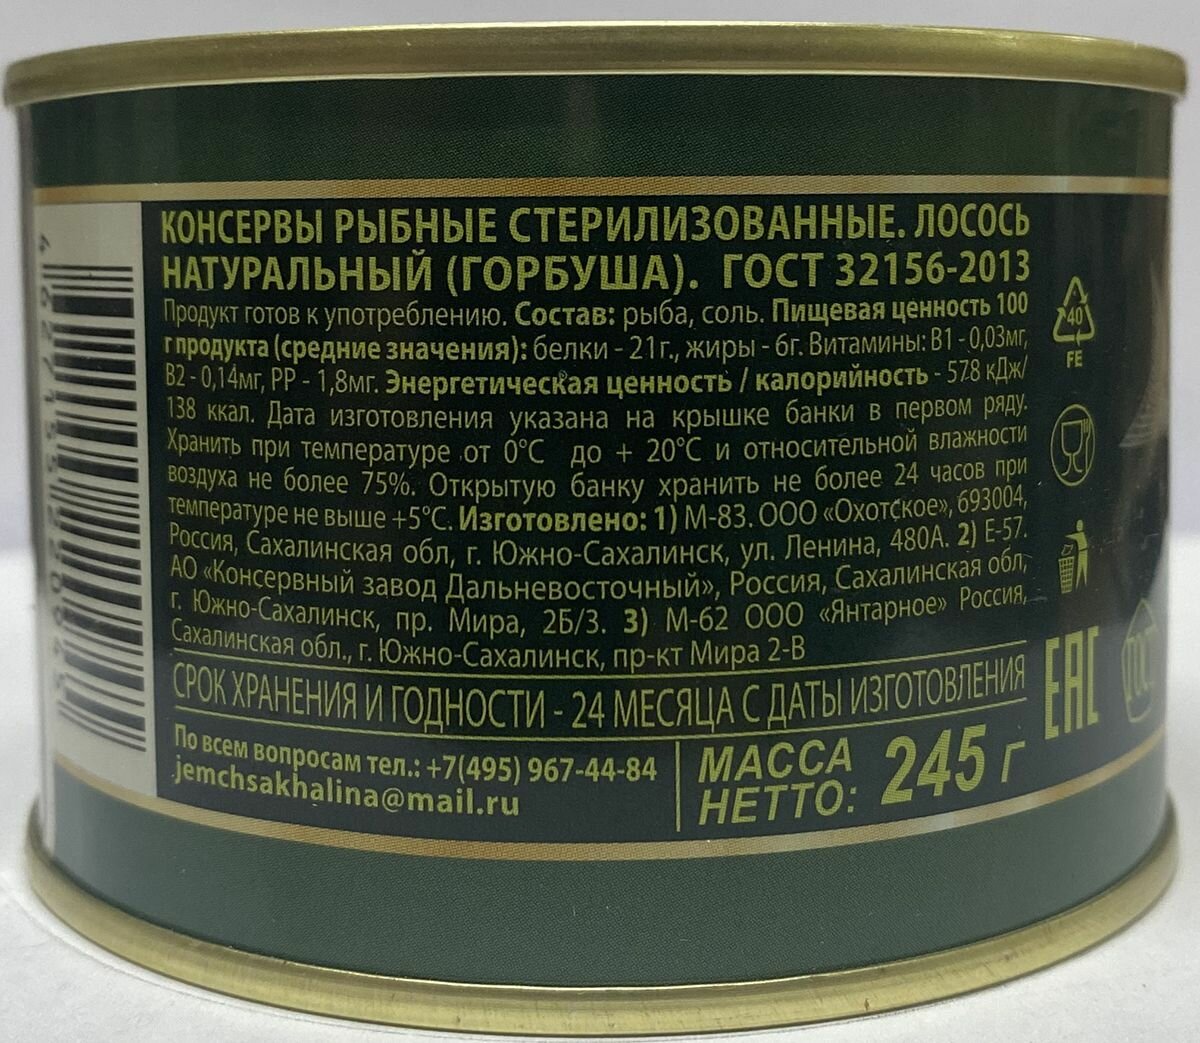 КОНСЕРВЫ РЫБНЫЕ СТЕРИЛИЗОВАННЫЕ. ЛОСОСЬ
НАТУРАЛЬНЫЙ (ГОРБУША). ГОСТ 32156-2013
Продукт готов к употреблению. Состав: рыба, соль. Пищевая ценность 100
г продукта (средние значения): белки - 21г., жиры - 6г. Витамины: В1 - 0,03мг,
В2 - 0,14мг, РР - 1,8мг. Энергетическая ценность / калорийность - 578 кДж/
138 ккал. Дата изготовления указана на крышке банки в первом ряду.
Хранить при температуре от 0°С до + 20°С и относительной влажности
воздуха не более 75%. Открытую банку хранить не более 24 часов при
температуре не выше +5°С. Изготовлено: 1) М-83. ООО «Охотское», 693004,
Россия, Сахалинская обл, г. Южно-Сахалинск, ул. Ленина, 480А. 2) Е-57.
АО «Консервный завод Дальневосточный», Россия, Сахалинская обл,
г. Южно-Сахалинск, пр. Мира, 2Б/3. 3) М-62 ООО «Янтарное» Россия,
Сахалинская обл., г. Южно-Сахалинск, пр-кт Мира 2-В
СРОК ХРАНЕНИЯ И ГОДНОСТИ - 24 МЕСЯЦА С ДАТЫ ИЗГОТОВЛЕНИЯ
По всем вопросам тел.: +7(495) 967-44-84
jemchsakhalina@mail.ru
МАССА
НЕТТО: 245 г
40
FE
EAC